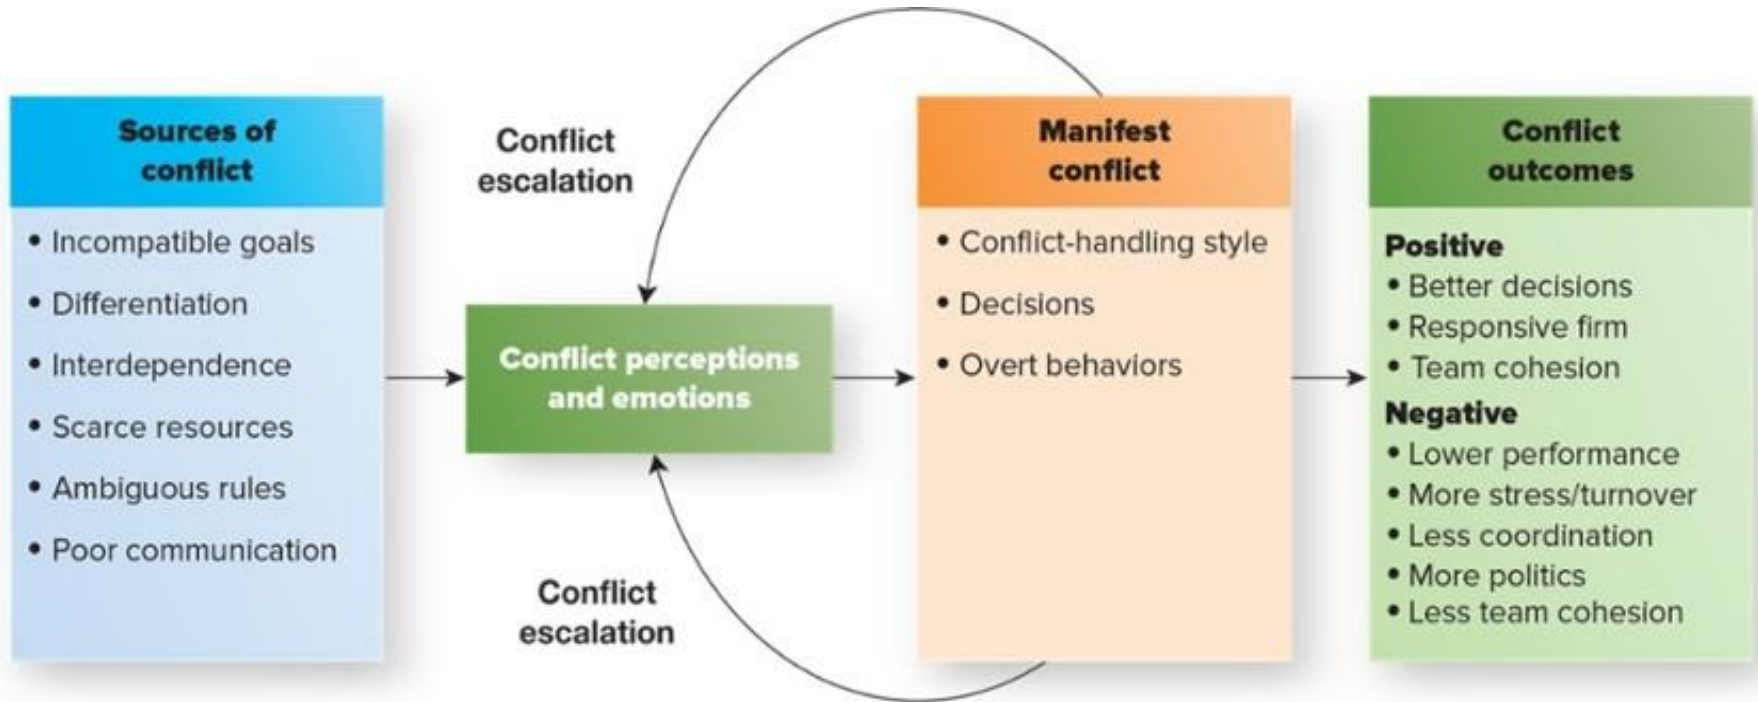 Sources of
conflict
• Incompatible goals
• Differentiation
• Interdependence
• Scarce resources
• Ambiguous rules
• Poor communication
Conflict
escalation
Conflict perceptions
and emotions
Conflict
escalation
Manifest
conflict
• Conflict-handling style
• Decisions
• Overt behaviors
Conflict
outcomes
Positive
• Better decisions
• Responsive firm
• Team cohesion
Negative
• Lower performance
• More stress/turnover
• Less coordination
• More politics
• Less team cohesion